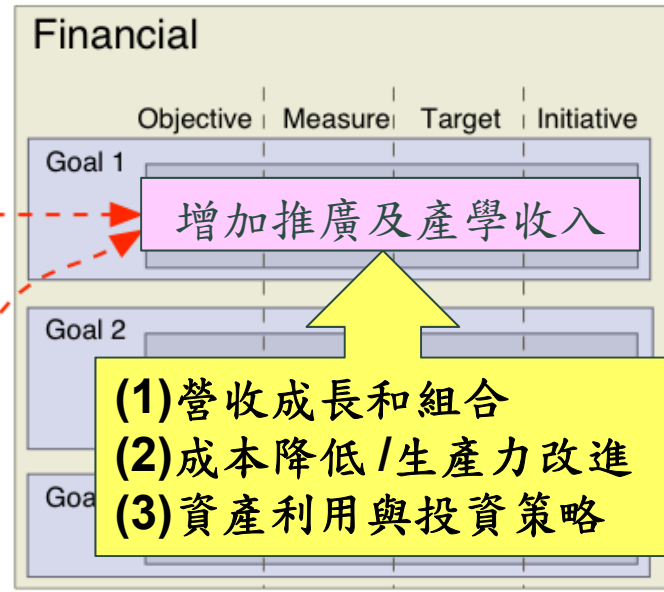 Financial
Objective Measure Target Initiative
Goal 1
增加推廣及產學收入
Goal 2
(1)營收成長和組合
(2)成本降低/生產力改進
(3)資產利用與投資策略
Goa